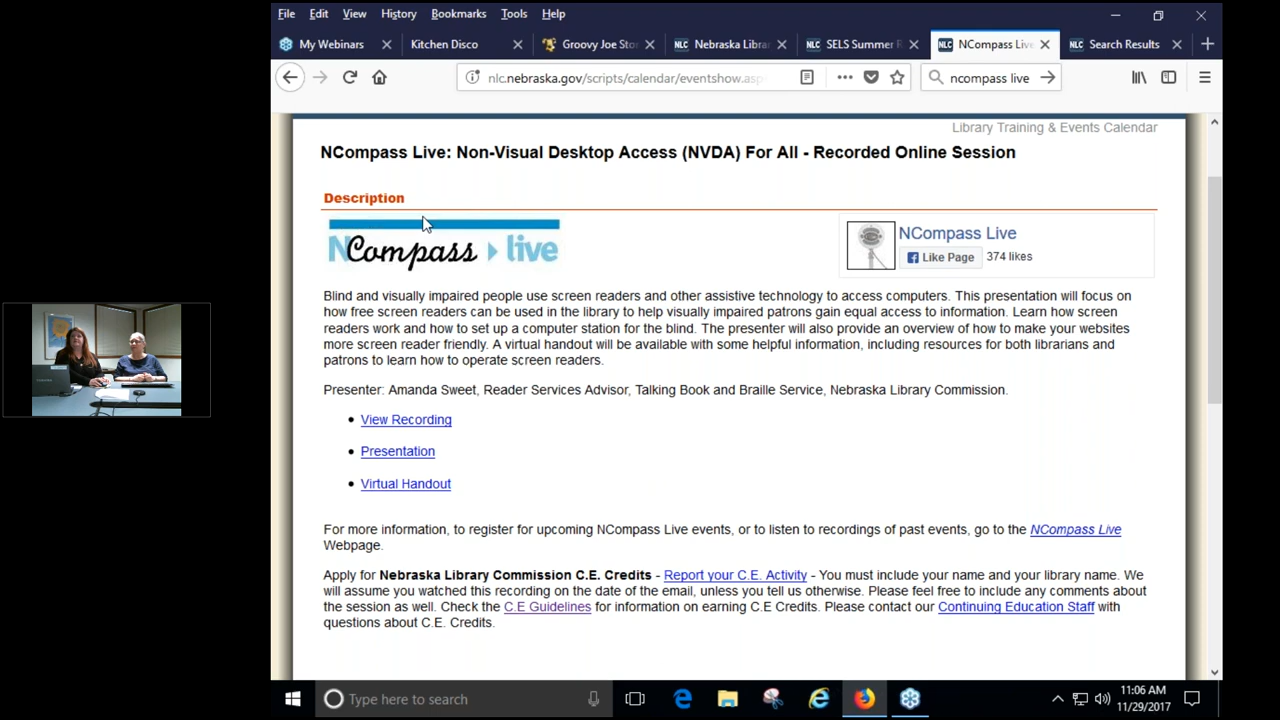 File Edit View History Bookmarks Tools Help
My Webinars Kitchen Disco Groovy Joe Sto Nebraska Libra SELS Summer R NCompass Live Search Results
nlc.nebraska.gov/scripts/calendar/eventshow.asp ncompass live
Library Training & Events Calendar
NCompass Live: Non-Visual Desktop Access (NVDA) For All - Recorded Online Session
Description
NCompass live
NCompass Live
Like Page 374 likes
Blind and visually impaired people use screen readers and other assistive technology to access computers. This presentation will focus on
how free screen readers can be used in the library to help visually impaired patrons gain equal access to information. Learn how screen
readers work and how to set up a computer station for the blind. The presenter will also provide an overview of how to make your websites
more screen reader friendly. A virtual handout will be available with some helpful information, including resources for both librarians and
patrons to learn how to operate screen readers.
Presenter: Amanda Sweet, Reader Services Advisor, Talking Book and Braille Service, Nebraska Library Commission.
View Recording
Presentation
Virtual Handout
For more information, to register for upcoming NCompass Live events, or to listen to recordings of past events, go to the NCompass Live
Webpage.
Apply for Nebraska Library Commission C.E. Credits - Report your C.E. Activity - You must include your name and your library name. We
will assume you watched this recording on the date of the email, unless you tell us otherwise. Please feel free to include any comments about
the session as well. Check the C.E Guidelines for information on earning C.E Credits. Please contact our Continuing Education Staff with
questions about C.E. Credits.
Type here to search
11:06 AM
11/29/2017